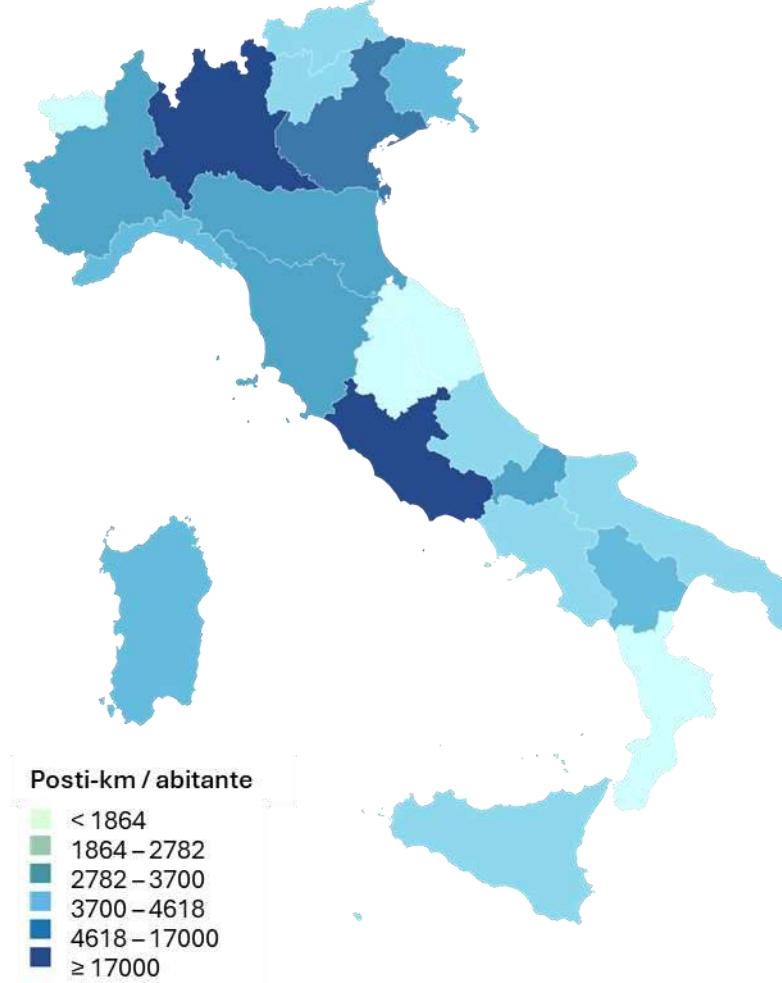 Posti-km / abitante
< 1864
1864 – 2782
2782 – 3700
3700 – 4618
4618 – 17000
≥ 17000